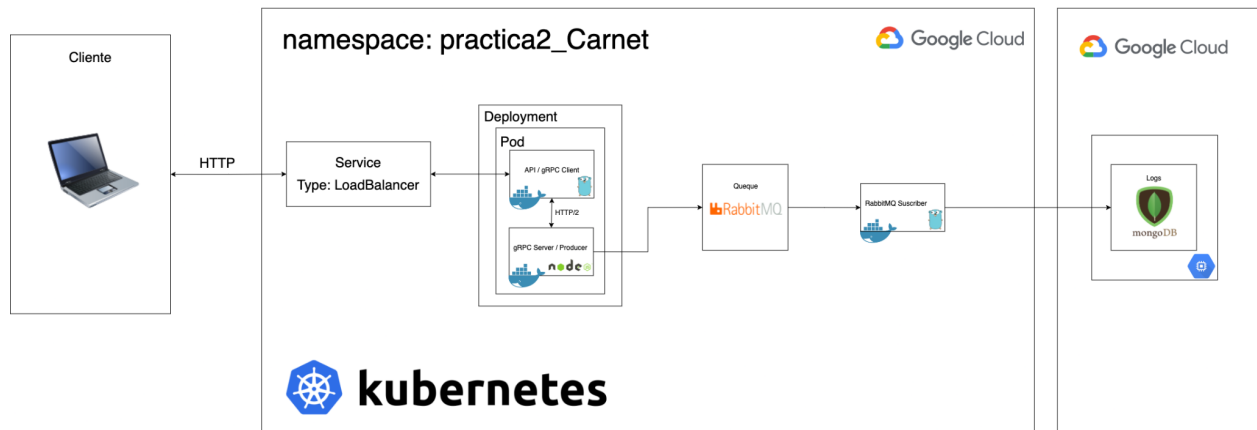 Cliente
HTTP
namespace: practica2_Carnet
Google Cloud
Service
Type: LoadBalancer
Deployment
Pod
API / gRPC Client
HTTP/2
gRPC Server / Producer
node
Queque
RabbitMQ
RabbitMQ Suscriber
kubernetes
Google Cloud
Logs
mongoDB